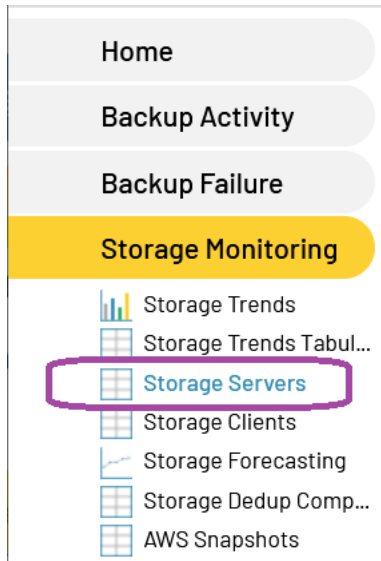 Home
Backup Activity
Backup Failure
Storage Monitoring
Storage Trends
Storage Trends Tabul...
Storage Servers
Storage Clients
Storage Forecasting
Storage Dedup Comp...
AWS Snapshots